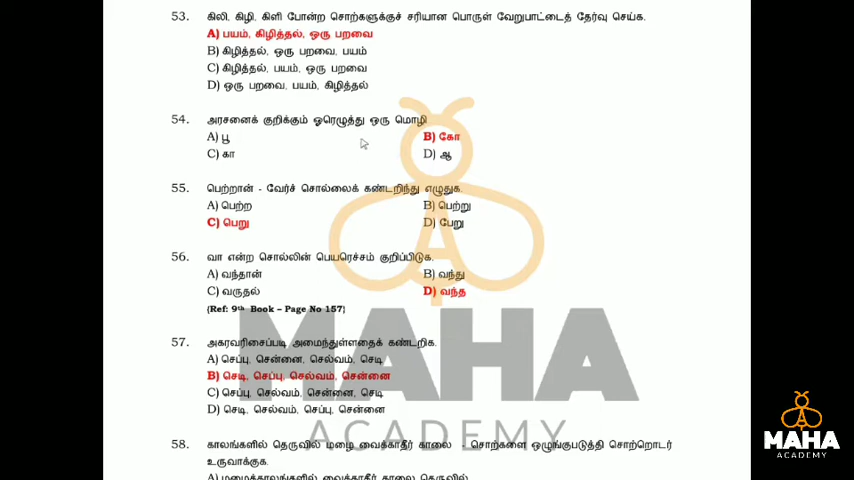 53. கிலி, கிழி, கிளி போன்ற சொற்களுக்குச் சரியான பொருள் வேறுபாட்டைத் தேர்வு செய்க.
A) பயம், கிழித்தல், ஒரு பறவை
B) கிழித்தல், ஒரு பறவை, பயம்
C) கிழித்தல், பயம், ஒரு பறவை
D) ஒரு பறவை, பயம், கிழித்தல்
54. அரசனைக் குறிக்கும் ஓரெழுத்து ஒரு மொழி
A) பூ B) கோ
C) கா D) ஆ
55. பெற்றான் - வேர்ச் சொல்லைக் கண்டறிந்து எழுதுக.
A) பெற்ற B) பெற்று
C) பெறு D) பேறு
56. வா என்ற சொல்லின் பெயரெச்சம் குறிப்பிடுக.
A) வந்தான் B) வந்து
C) வருதல் D) வந்த
{Ref: 9th Book – Page No 157}
57. அகரவரிசைப்படி அமைந்துள்ளதைக் கண்டறிக.
A) செப்பு, சென்னை, செல்வம், செடி
B) செடி, செப்பு, செல்வம், சென்னை
C) செப்பு, செல்வம், சென்னை, செடி
D) செடி, செல்வம், செப்பு, சென்னை
58. காலங்களில் தெருவில் மழை வைக்காதீர் காலை - சொற்களை ஒழுங்குபடுத்தி சொற்றொடர்
உருவாக்குக.
A) மழைக்காலங்களில் வைக்காதீர் காலை தெருவில்
MAHA
ACADEMY
MAHA
ACADEMY